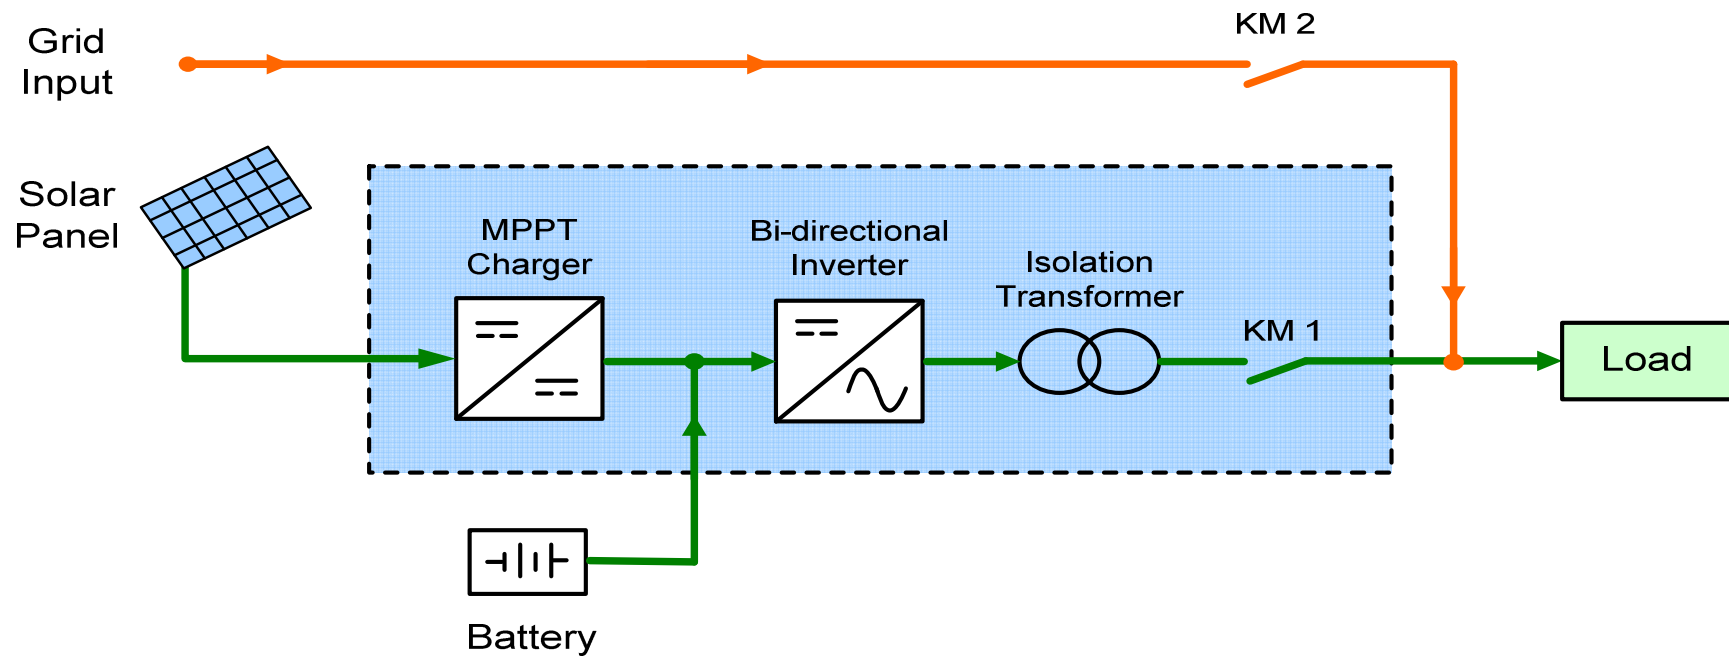 Grid
Input
KM 2
Solar
Panel
MPPT
Charger
Bi-directional
Inverter
Isolation
Transformer
KM 1
Load
Battery